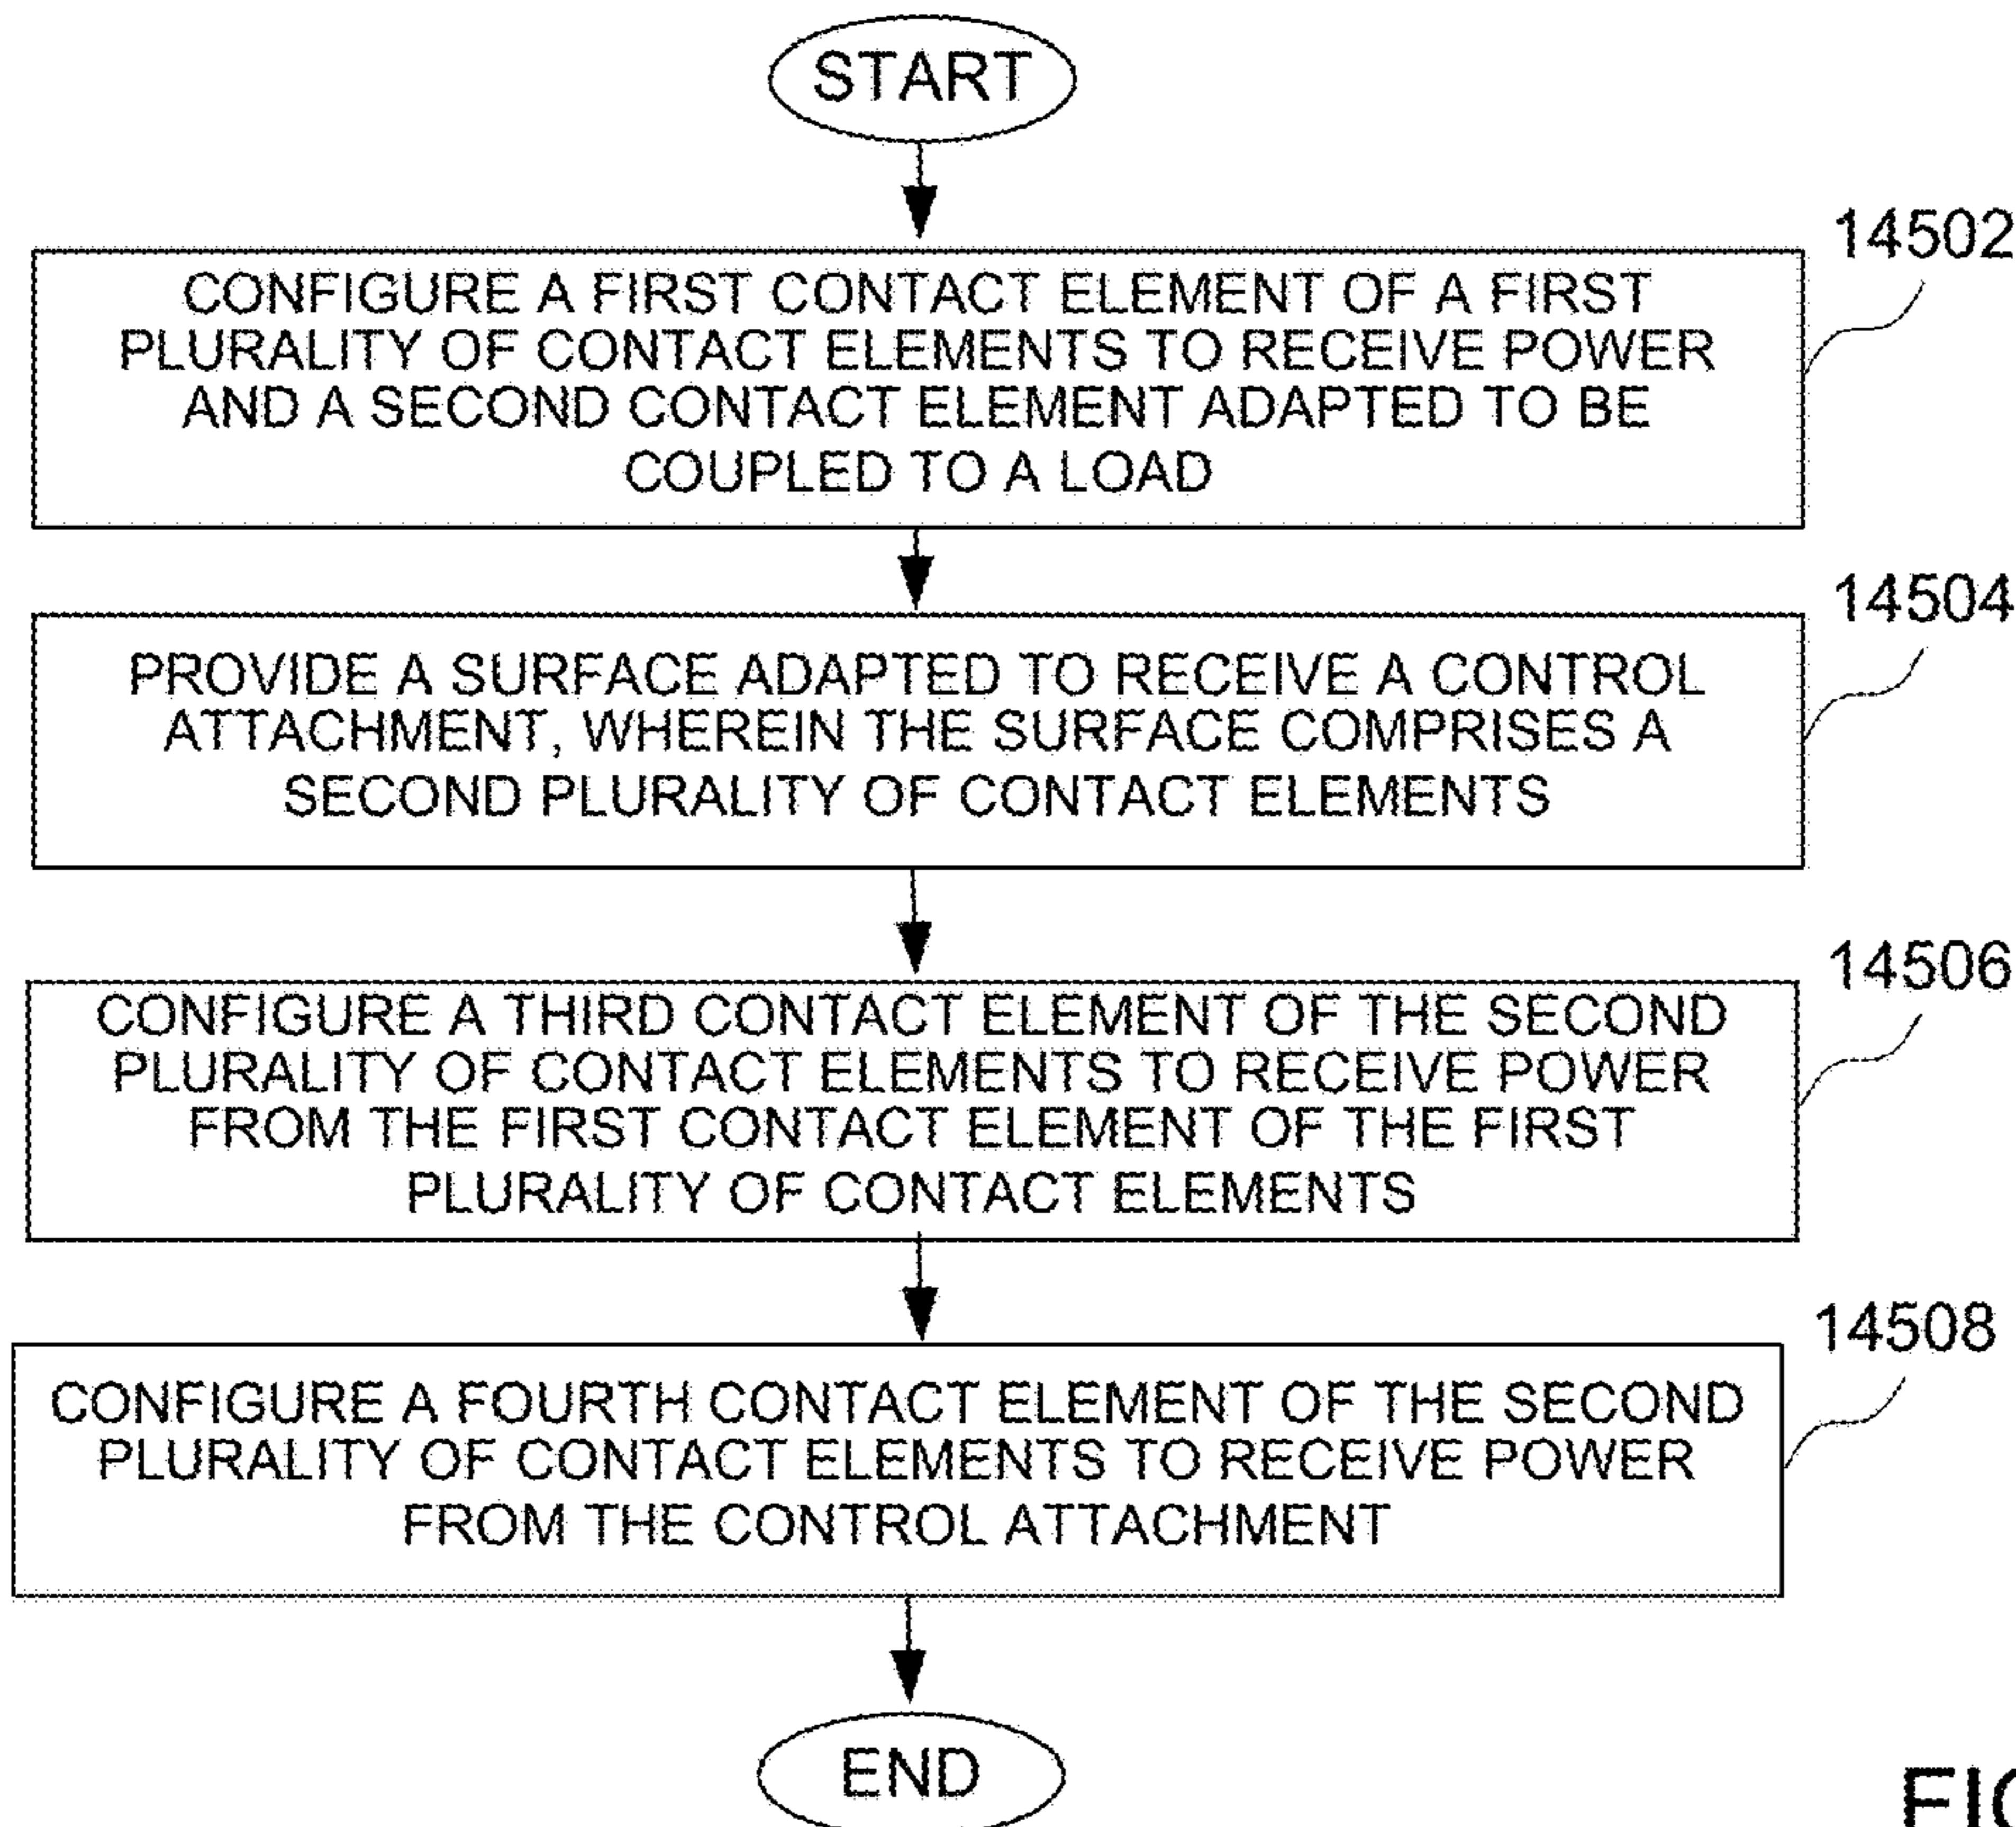 START
14502
CONFIGURE A FIRST CONTACT ELEMENT OF A FIRST
PLURALITY OF CONTACT ELEMENTS TO RECEIVE POWER
AND A SECOND CONTACT ELEMENT ADAPTED TO BE
COUPLED TO A LOAD
14504
PROVIDE A SURFACE ADAPTED TO RECEIVE A CONTROL
ATTACHMENT, WHEREIN THE SURFACE COMPRISES A
SECOND PLURALITY OF CONTACT ELEMENTS
14506
CONFIGURE A THIRD CONTACT ELEMENT OF THE SECOND
PLURALITY OF CONTACT ELEMENTS TO RECEIVE POWER
FROM THE FIRST CONTACT ELEMENT OF THE FIRST
PLURALITY OF CONTACT ELEMENTS
14508
CONFIGURE A FOURTH CONTACT ELEMENT OF THE SECOND
PLURALITY OF CONTACT ELEMENTS TO RECEIVE POWER
FROM THE CONTROL ATTACHMENT
END